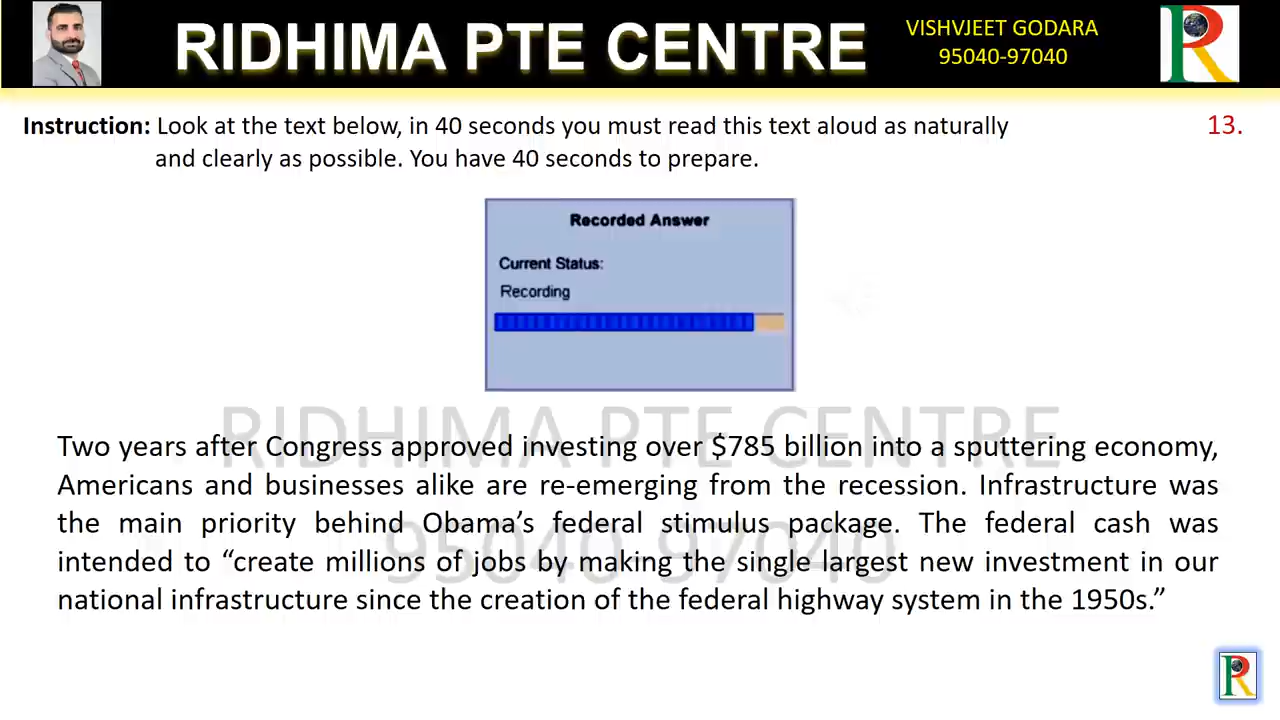 RIDHIMA PTE CENTRE
VISHVJEET GODARA
95040-97040
Instruction: Look at the text below, in 40 seconds you must read this text aloud as naturally
and clearly as possible. You have 40 seconds to prepare.
13.
Recorded Answer
Current Status:
Recording
RIDHIMA PTE CENTRE
Two years after Congress approved investing over $785 billion into a sputtering economy,
Americans and businesses alike are re-emerging from the recession. Infrastructure was
the main priority behind Obama’s federal stimulus package. The federal cash was
95040-97040
intended to “create millions of jobs by making the single largest new investment in our
national infrastructure since the creation of the federal highway system in the 1950s.”